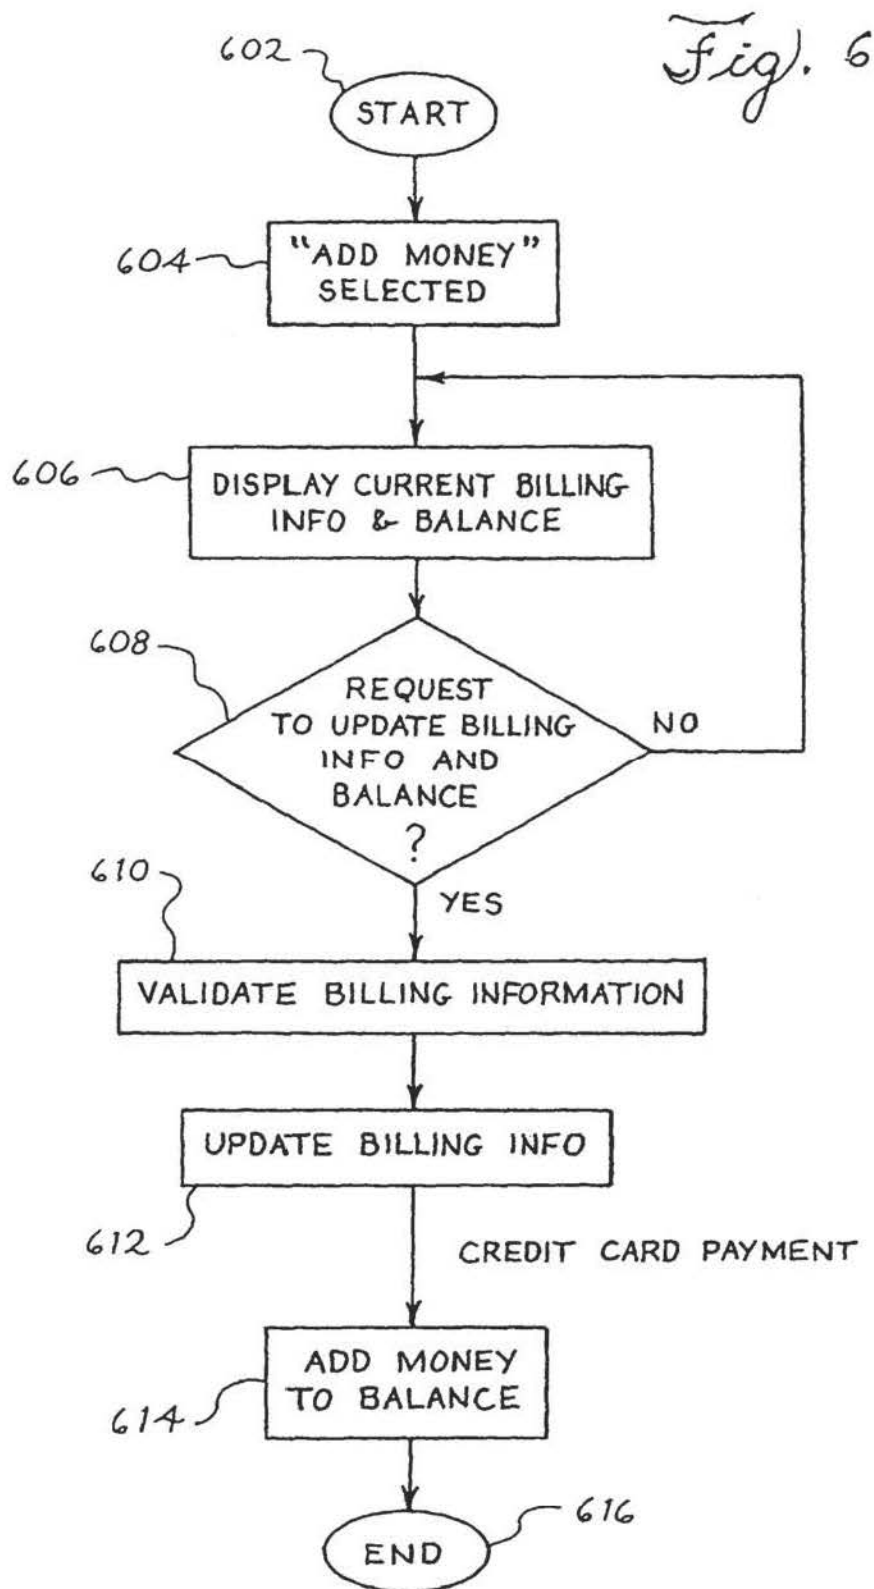 Fig. 6
602
START
604
"ADD MONEY"
SELECTED
606
DISPLAY CURRENT BILLING
INFO & BALANCE
608
REQUEST
TO UPDATE BILLING
INFO AND
BALANCE
?
NO
YES
610
VALIDATE BILLING INFORMATION
UPDATE BILLING INFO
612
CREDIT CARD PAYMENT
ADD MONEY
TO BALANCE
614
616
END